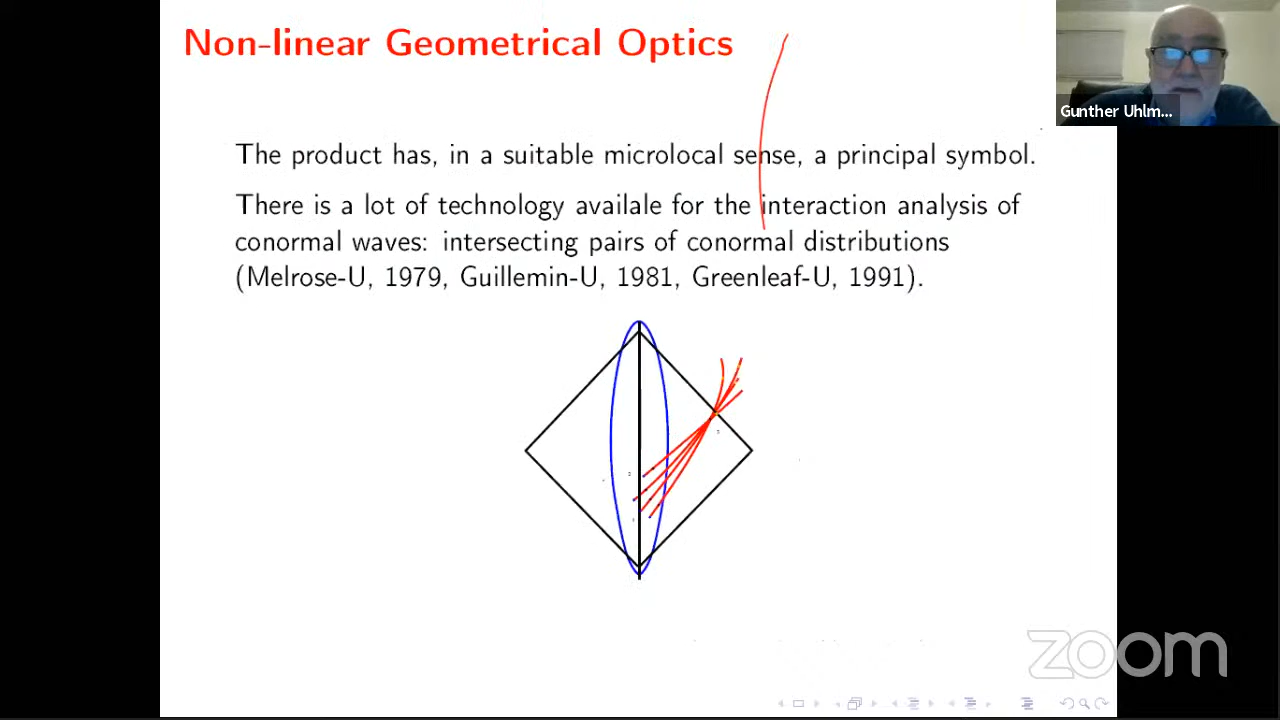 Non-linear Geometrical Optics
Gunther Uhlm...
The product has, in a suitable microlocal sense, a principal symbol.
There is a lot of technology availale for the interaction analysis of
conormal waves: intersecting pairs of conormal distributions
(Melrose-U, 1979, Guillemin-U, 1981, Greenleaf-U, 1991).
zoom